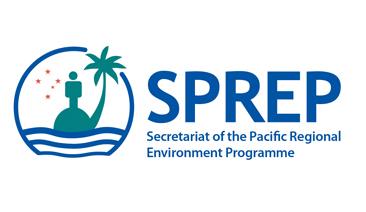 SPREP
Secretariat of the Pacific Regional
Environment Programme